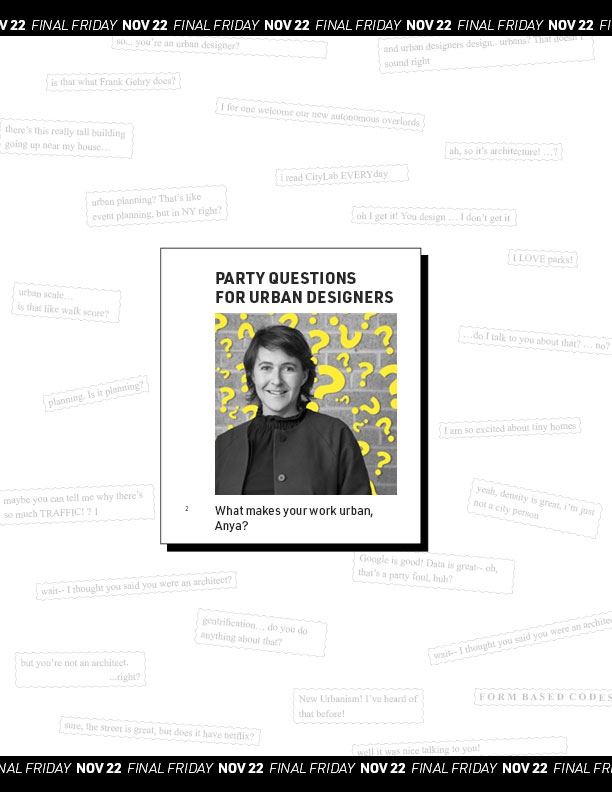 V 22 FINAL FRIDAY NOV 22 FINAL FRIDAY NOV 22 FINAL FRIDAY NOV 22 FINAL FRIDAY NOV 22 FI
so... you're an urban designer?
and urban designers design.. urbans? That doesn't
sound right
is that what Frank Gehry does?
I for one welcome our new autonomous overlords
there's this really tall building
going up near my house…
ah, so it's architecture! …?
i read CityLab EVERYday
urban planning? That's like
event planning, but in NY right?
oh I get it! You design … I don't get it
I LOVE parks!
PARTY QUESTIONS
FOR URBAN DESIGNERS
urban scale…
is that like walk score?
…do I talk to you about that? … no?
planning. Is it planning?
I am so excited about tiny homes
maybe you can tell me why there's
so much TRAFFIC! ? 1
yeah, density is great, i'm just
not a city person
2
What makes your work urban,
Anya?
Google is good! Data is great-- oh,
that's a party foul, huh?
wait-- I thought you said you were an architect?
gentrification… do you do
anything about that?
wait-- I thought you said you were an architec
but you're not an architect-
...right?
New Urbanism! I've heard of
that before!
FORM BASED CODES
sure, the street is great, but does it have netflix?
well it was nice talking to you!
NAL FRIDAY NOV 22 FINAL FRIDAY NOV 22 FINAL FRIDAY NOV 22 FINAL FRIDAY NOV 22 FINAL FR